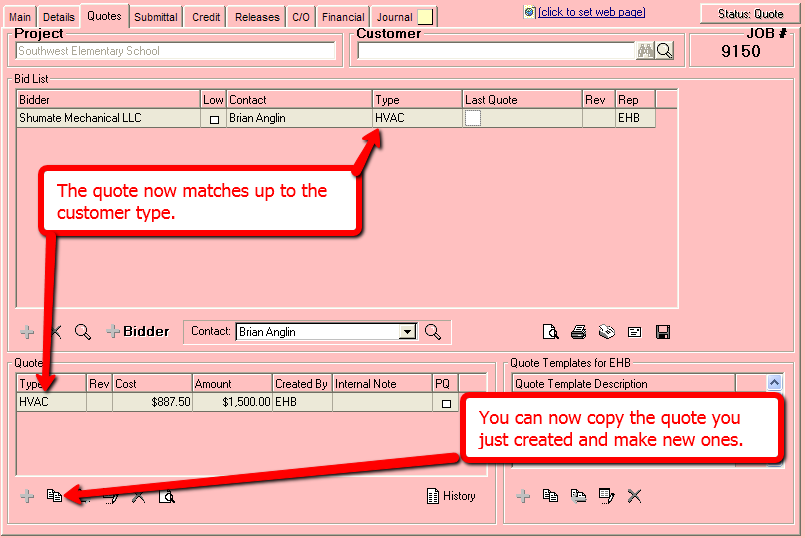 Main Details Quotes Submittal Credit Releases C/O Financial Journal [click to set web page] Status: Quote
Project Customer JOB #
Southwest Elementary School 9150
Bid List
Bidder Low Contact Type Last Quote Rev Rep
Shumate Mechanical LLC Brian Anglin HVAC EHB
The quote now matches up to the
customer type.
Bidder Contact: Brian Anglin
Quote Quote Templates for EHB
Type Rev Cost Amount Created By Internal Note PQ Quote Template Description
HVAC $887.50 $1,500.00 EHB
You can now copy the quote you
just created and make new ones.
History